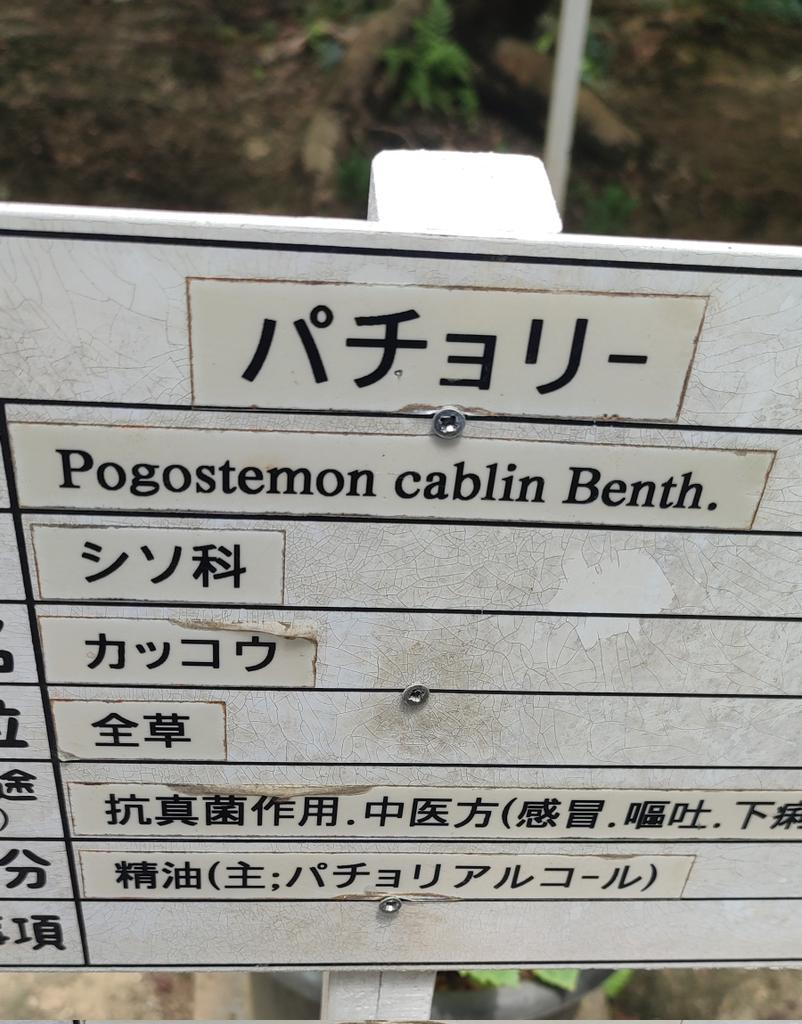 パチョリー
Pogostemon cablin Benth.
シソ科
カッコウ
全草
途 抗真菌作用.中医方(感冒.嘔吐.下痢
)
分 精油(主;パチョリアルコール)
事項